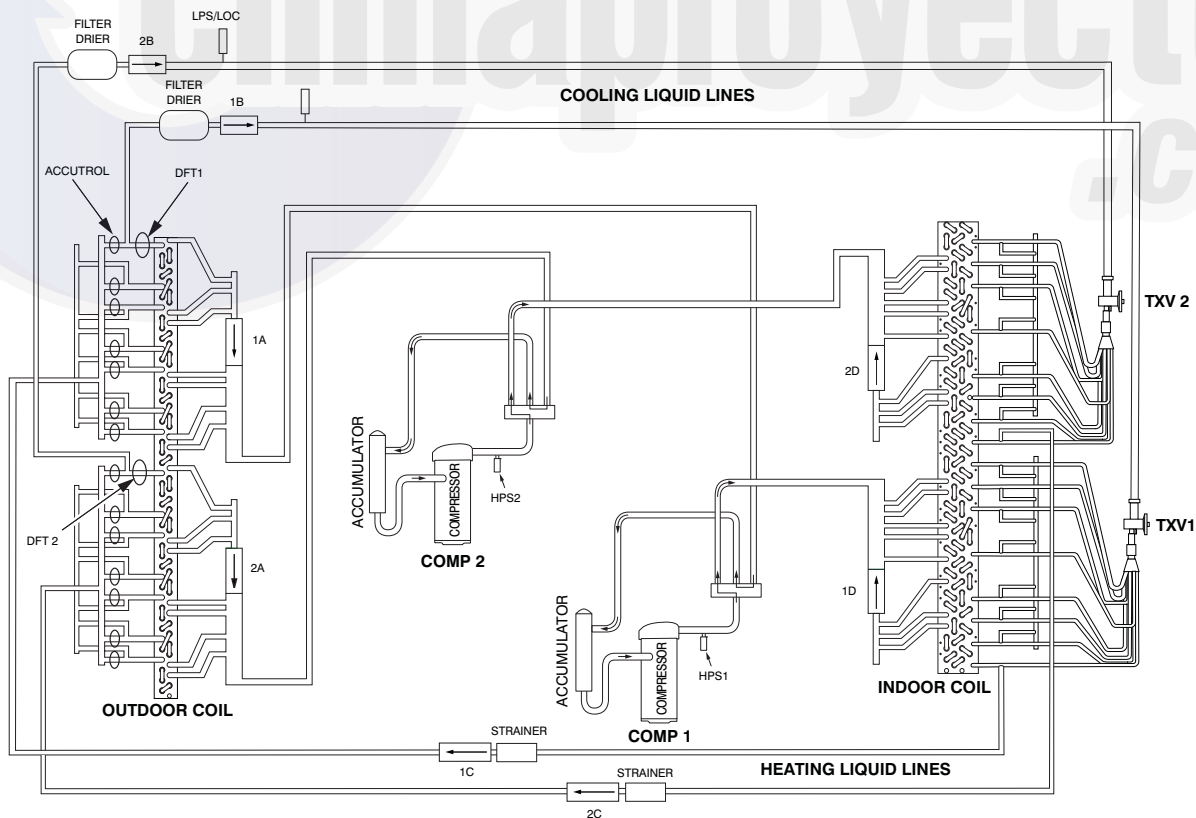 climaproyecto
.c
LPS/LOC
FILTER
DRIER
2B
FILTER
DRIER
1B
COOLING LIQUID LINES
ACCUTROL
DFT1
1A
TXV 2
2D
ACCUMULATOR
COMPRESSOR
HPS2
COMP 2
TXV1
DFT 2
2A
1D
ACCUMULATOR
COMPRESSOR
HPS1
COMP 1
INDOOR COIL
OUTDOOR COIL
STRAINER
1C
HEATING LIQUID LINES
STRAINER
2C